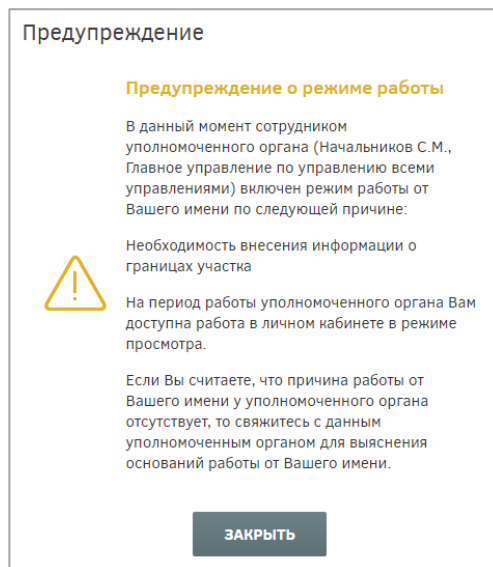 Предупреждение
Предупреждение о режиме работы
В данный момент сотрудником
уполномоченного органа (Начальников С.М.,
Главное управление по управлению всеми
управлениями) включен режим работы от
Вашего имени по следующей причине:
Необходимость внесения информации о
границах участка
На период работы уполномоченного органа Вам
доступна работа в личном кабинете в режиме
просмотра.
Если Вы считаете, что причина работы от
Вашего имени у уполномоченного органа
отсутствует, то свяжитесь с данным
уполномоченным органом для выяснения
оснований работы от Вашего имени.
ЗАКРЫТЬ